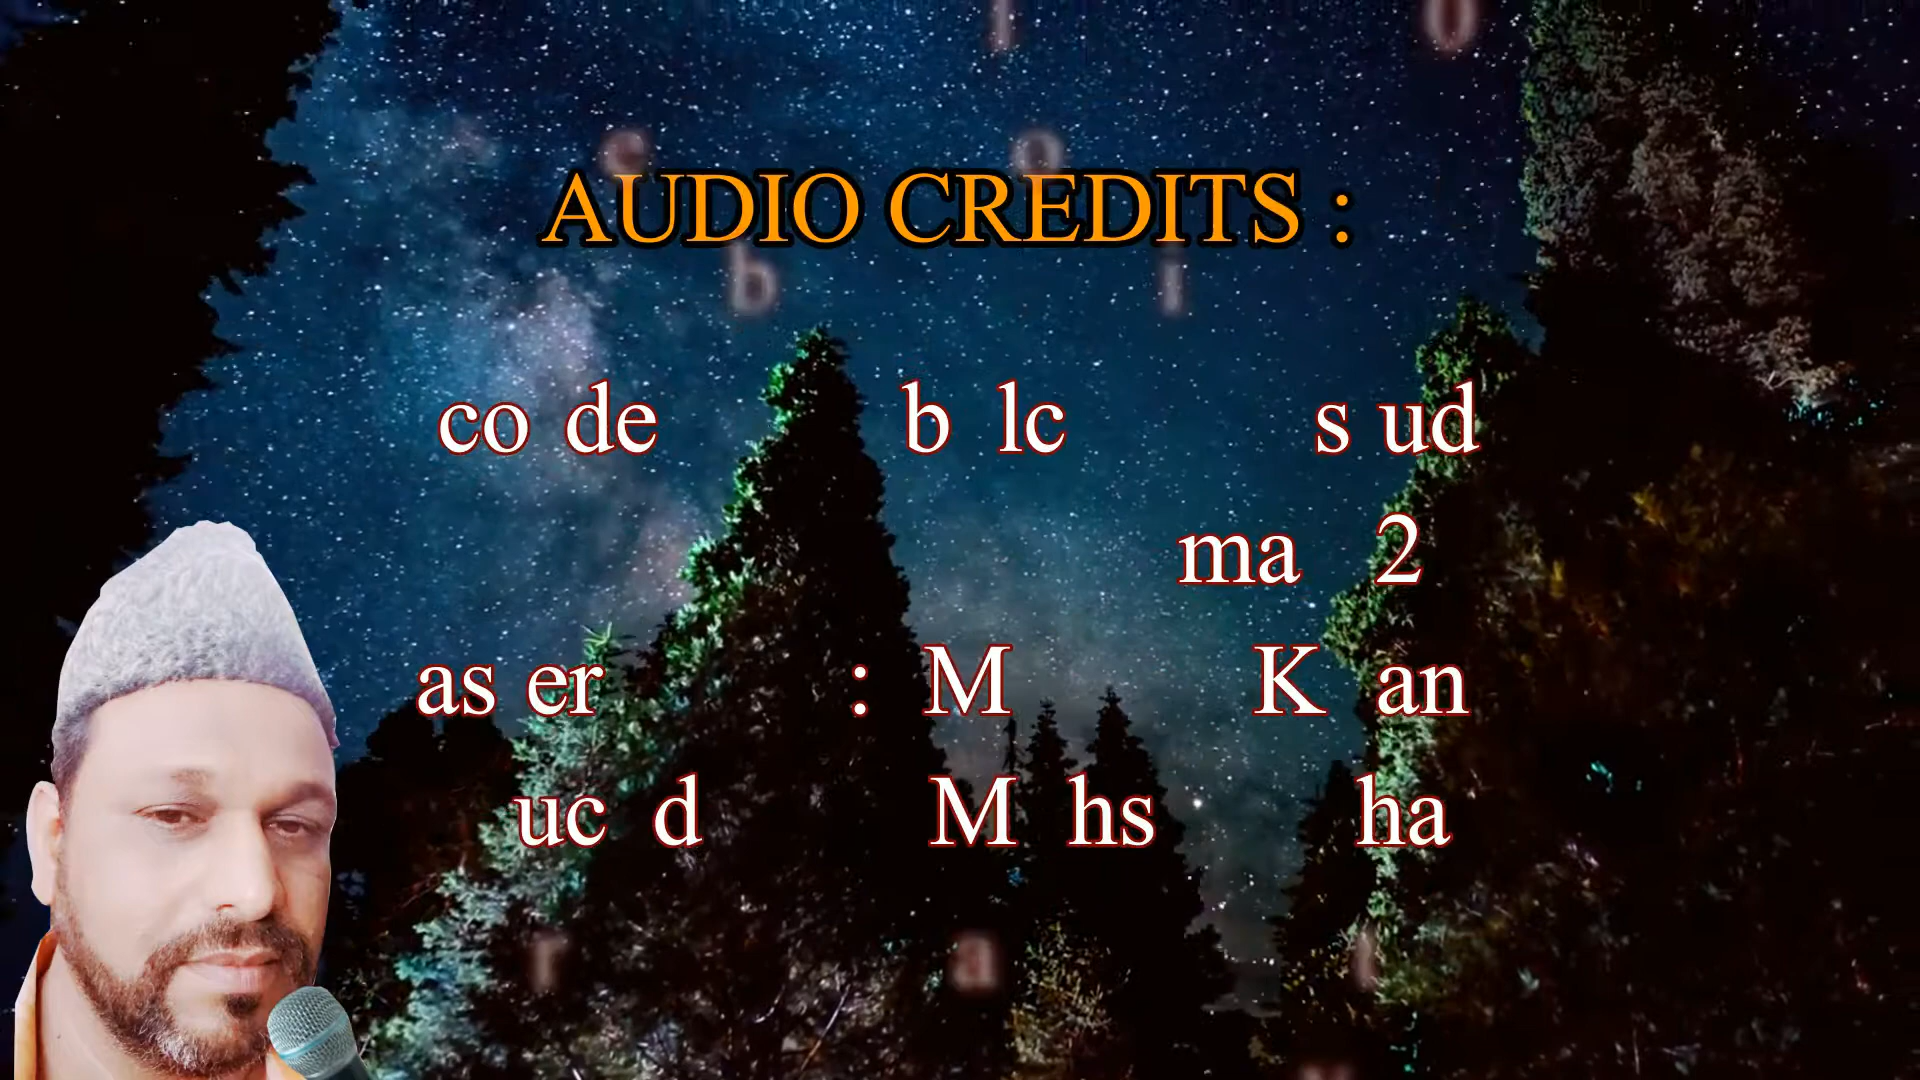 AUDIO CREDITS :
co de b lc s ud
ma 2
as er : M K an
uc d M hs ha